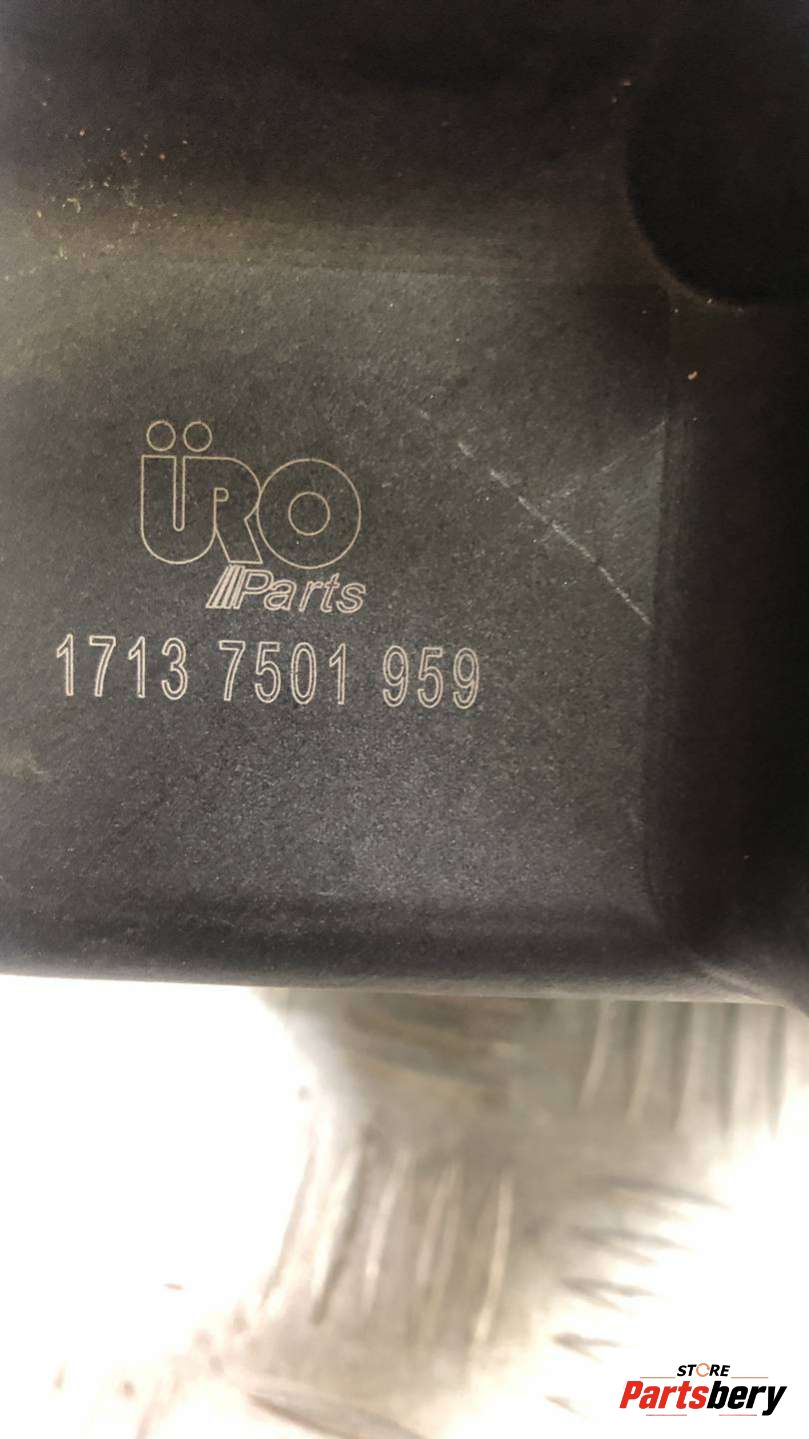 ÜRO
Parts
1713 7501 959
STORE
Partsbery